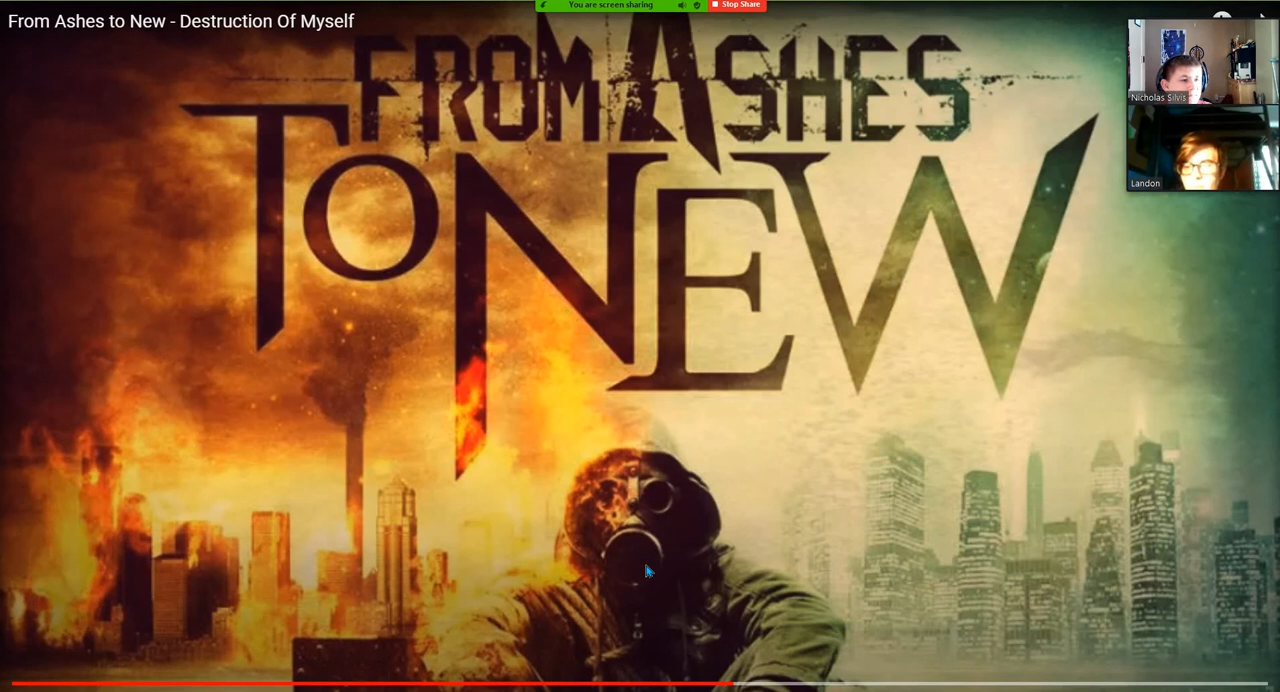 You are screen sharing
Stop Share
From Ashes to New - Destruction Of Myself
FROM ASHES
TO NEW
Nicholas Silvis
Landon